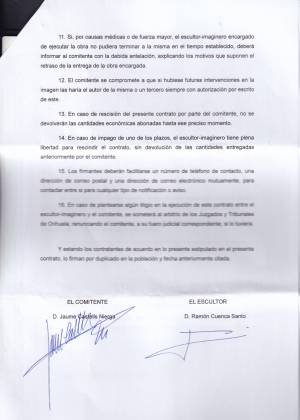 11. Si, por causas médicas o de fuerza mayor, el escultor-imaginero encargado
de ejecutar la obra no pudiera terminar a la misma en el tiempo establecido, deberá
informar al comitente con la debida antelación, explicando los motivos que suponen el
retraso de la entrega de la obra encargada.
12. El comitente se compromete a que si hubiese futuras intervenciones en la
imagen las haría el autor de la misma o un tercero siempre con autorización por escrito
de este.
13. En caso de rescisión del presente contrato por parte del comitente, no se
devolverán las cantidades económicas abonadas hasta ese preciso momento.
14. En caso de impago de uno de los plazos, el escultor-imaginero tiene plena
libertad para rescindir el contrato, sin devolución de las cantidades entregadas
anteriormente por el comitente.
15. Los firmantes deberán facilitarse un número de teléfono de contacto, una
dirección de correo postal y una dirección de correo electrónico mutuamente, para
contactar entre si para cualquier tipo de notificación o aviso.
16. En caso de plantearse algún litigio en la ejecución de este contrato entre el
escultor-imaginero y el comitente, se someterá al arbitrio de los Juzgados y Tribunales
de Orihuela, renunciando el comitente, a su fuero judicial correspondiente, si lo tuviera.
Y estando los contratantes de acuerdo en lo presente estipulado en el presente
contrato, lo firman por duplicado en la población y fecha anteriormente citada.
EL COMITENTE
EL ESCULTOR
D. Jaume Castells Nierga
D. Ramón Cuenca Santo